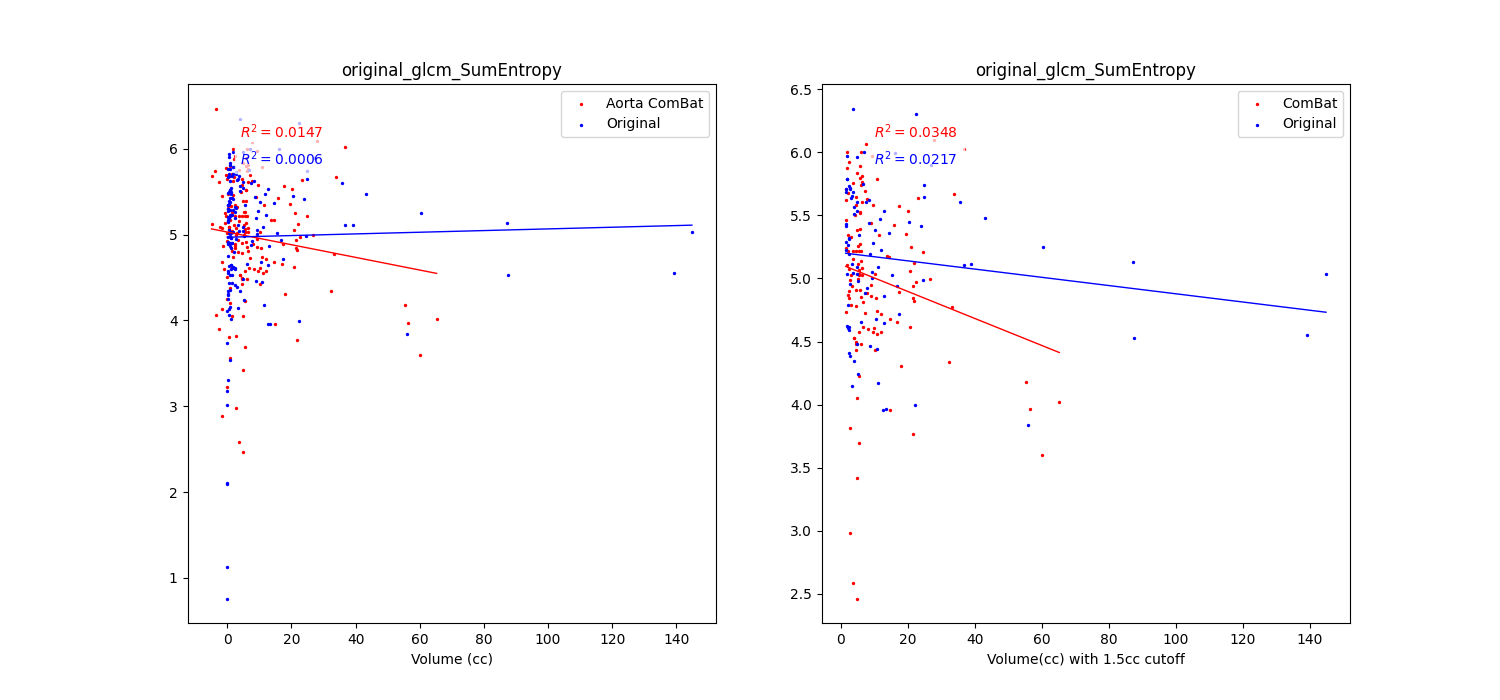 original_glcm_SumEntropy
Aorta ComBat
Original
R² = 0.0147
R² = 0.0006
6
5
4
3
2
1
0 20 40 60 80 100 120 140
Volume (cc)
original_glcm_SumEntropy
ComBat
Original
R² = 0.0348
R² = 0.0217
6.5
6.0
5.5
5.0
4.5
4.0
3.5
3.0
2.5
0 20 40 60 80 100 120 140
Volume(cc) with 1.5cc cutoff